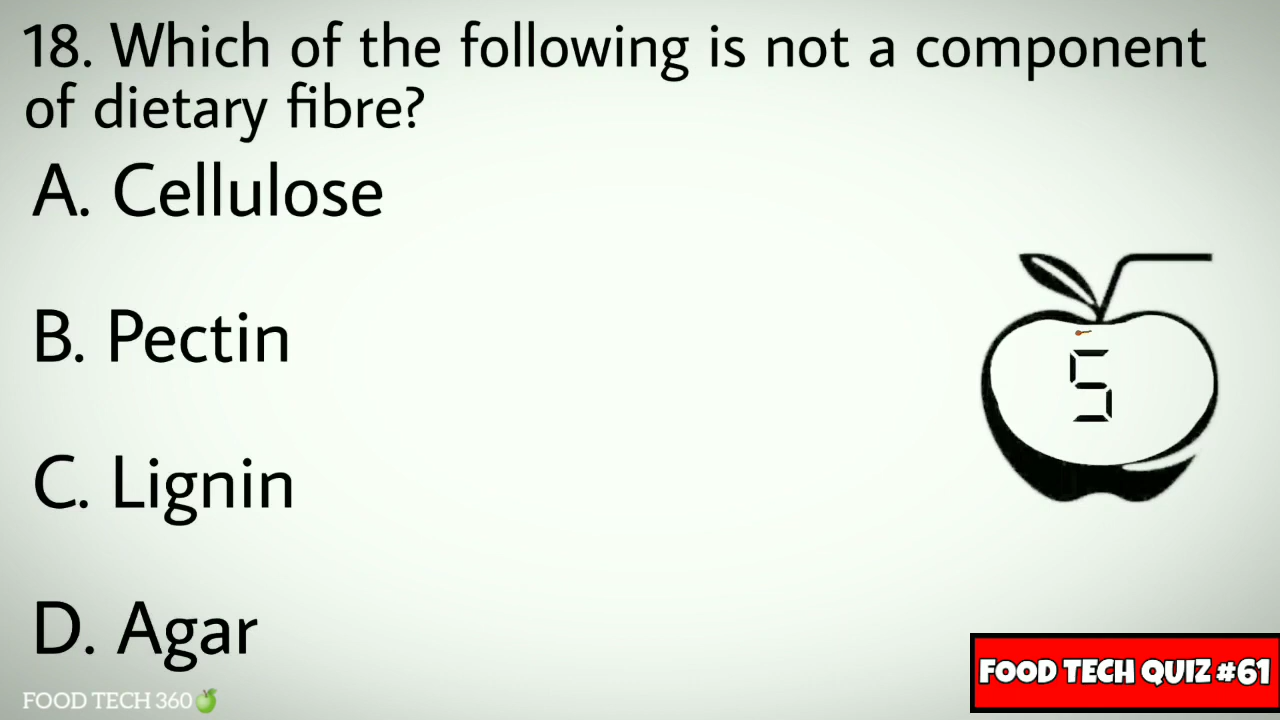 18. Which of the following is not a component
of dietary fibre?
A. Cellulose
B. Pectin
5
C. Lignin
D. Agar
FOOD TECH QUIZ #61
FOOD TECH 360